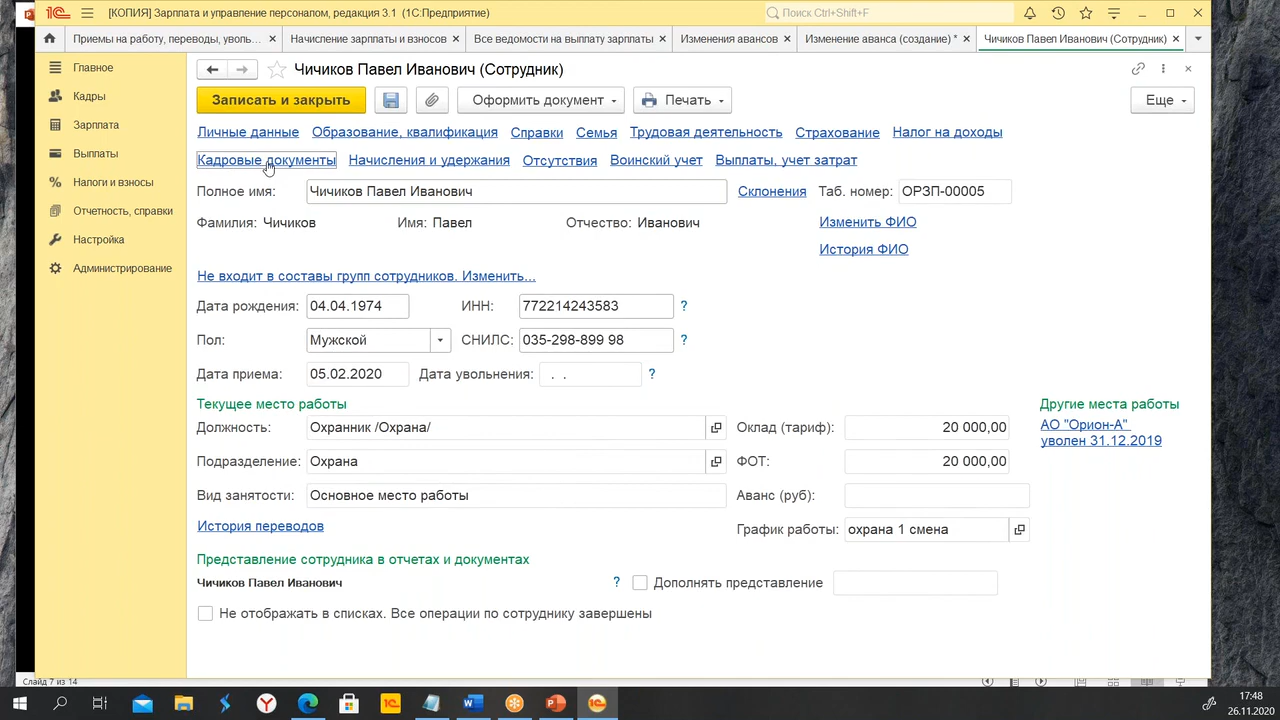 [КОПИЯ] Зарплата и управление персоналом, редакция 3.1 (1С:Предприятие)
Поиск Ctrl+Shift+F
Приемы на работу, переводы, уволь... × Начисление зарплаты и взносов × Все ведомости на выплату зарплаты × Изменения авансов × Изменение аванса (создание) * × Чичиков Павел Иванович (Сотрудник) ×
Главное
Кадры
Зарплата
Выплаты
Налоги и взносы
Отчетность, справки
Настройка
Администрирование
Чичиков Павел Иванович (Сотрудник)
Записать и закрыть Оформить документ Печать Еще
Личные данные Образование, квалификация Справки Семья Трудовая деятельность Страхование Налог на доходы
Кадровые документы Начисления и удержания Отсутствия Воинский учет Выплаты, учет затрат
Полное имя: Чичиков Павел Иванович Склонения Таб. номер: ОРЗП-00005
Фамилия: Чичиков Имя: Павел Отчество: Иванович Изменить ФИО
История ФИО
Не входит в составы групп сотрудников. Изменить...
Дата рождения: 04.04.1974 ИНН: 772214243583 ?
Пол: Мужской СНИЛС: 035-298-899 98 ?
Дата приема: 05.02.2020 Дата увольнения: . . ?
Текущее место работы Другие места работы
Должность: Охранник /Охрана/ Оклад (тариф): 20 000,00 АО "Орион-А"
уволен 31.12.2019
Подразделение: Охрана ФОТ: 20 000,00
Вид занятости: Основное место работы Аванс (руб):
История переводов График работы: охрана 1 смена
Представление сотрудника в отчетах и документах
Чичиков Павел Иванович ? Дополнять представление
Не отображать в списках. Все операции по сотруднику завершены
Слайд 7 из 14
17:48
26.11.2020